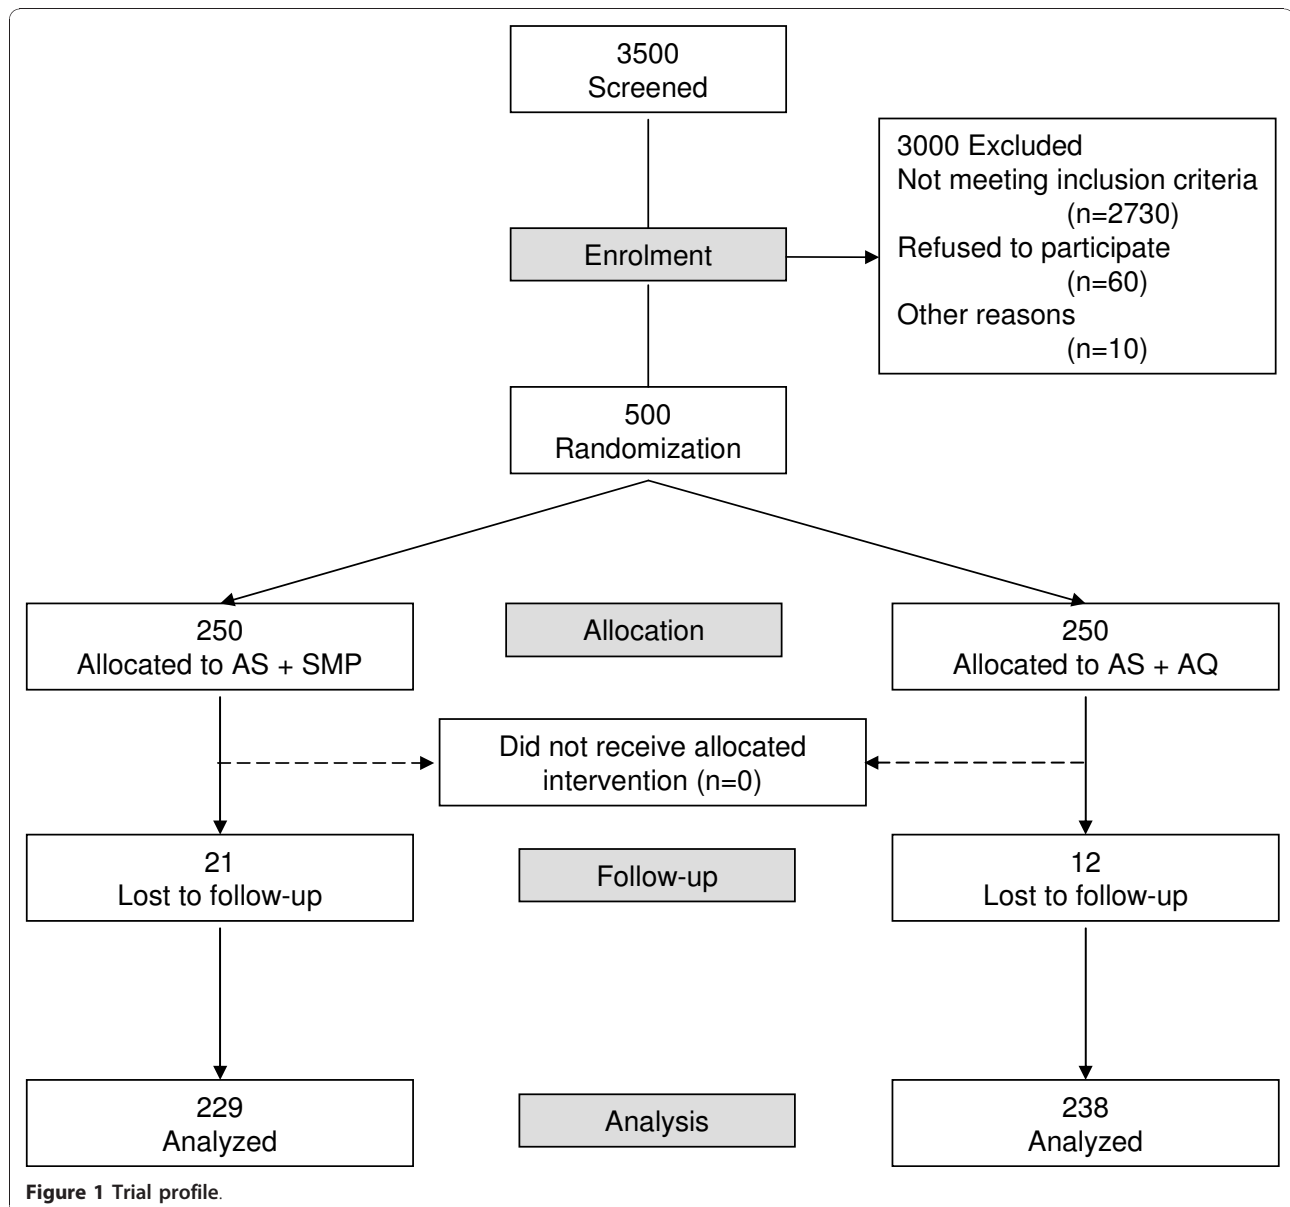 3500
Screened
3000 Excluded
Not meeting inclusion criteria
(n=2730)
Refused to participate
(n=60)
Other reasons
(n=10)
Enrolment
500
Randomization
250
Allocated to AS + SMP
Allocation
250
Allocated to AS + AQ
Did not receive allocated
intervention (n=0)
21
Lost to follow-up
Follow-up
12
Lost to follow-up
229
Analyzed
Analysis
238
Analyzed
Figure 1 Trial profile.